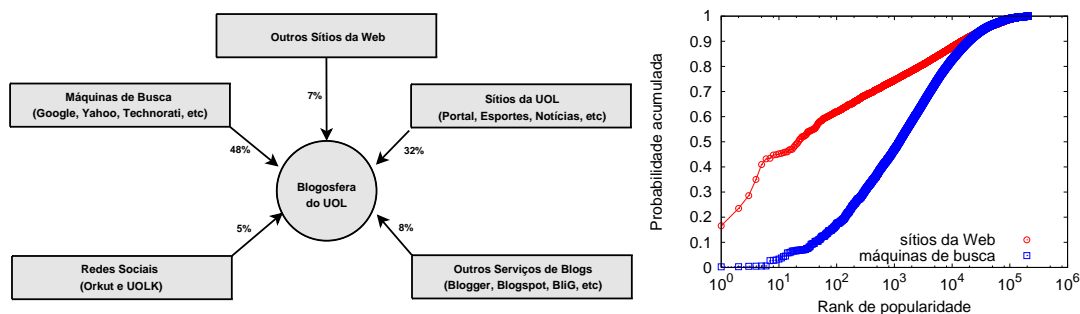 Outros Sítios da Web
7%
Máquinas de Busca
(Google, Yahoo, Technorati, etc)
48%
Sítios da UOL
(Portal, Esportes, Notícias, etc)
32%
Blogosfera
do UOL
5%
8%
Redes Sociais
(Orkut e UOLK)
Outros Serviços de Blogs
(Blogger, Blogspot, BliG, etc)
Probabilidade acumulada
1
0.9
0.8
0.7
0.6
0.5
0.4
0.3
0.2
0.1
0
sítios da Web
máquinas de busca
10^0 10^1 10^2 10^3 10^4 10^5 10^6
Rank de popularidade